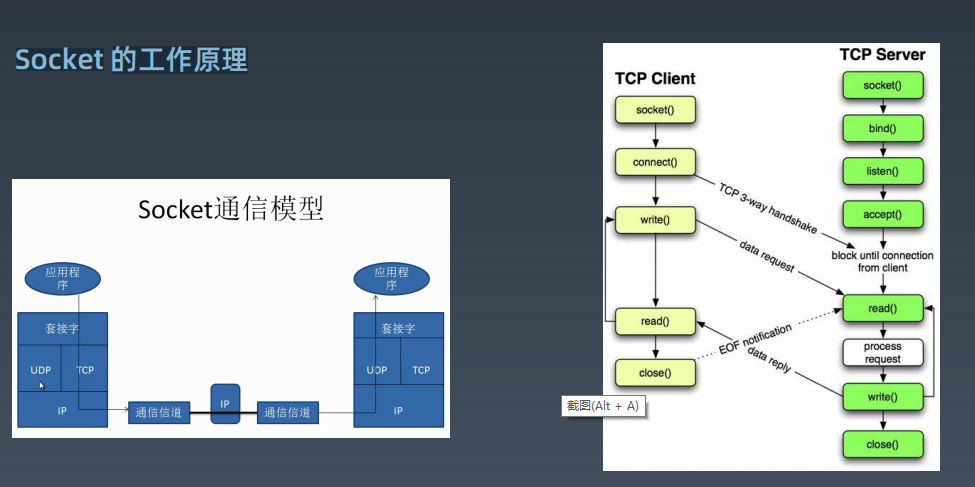 Socket 的工作原理
Socket通信模型
应用程
序
应用程
序
套接字
套接字
UDP
TCP
UDP
TCP
IP
IP
IP
通信信道
通信信道
TCP Client
socket()
connect()
write()
read()
close()
TCP Server
socket()
bind()
listen()
accept()
block until connection
from client
read()
process
request
write()
close()
TCP 3-way handshake
data request
EOF notification
data reply
截图(Alt + A)